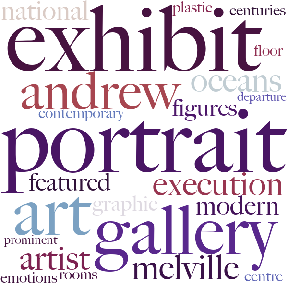 national plastic centuries
exhibit floor
andrew oceans
departure
contemporary figures
portrait
featured execution
art graphic modern
gallery
prominent
artist melville
emotions rooms centre